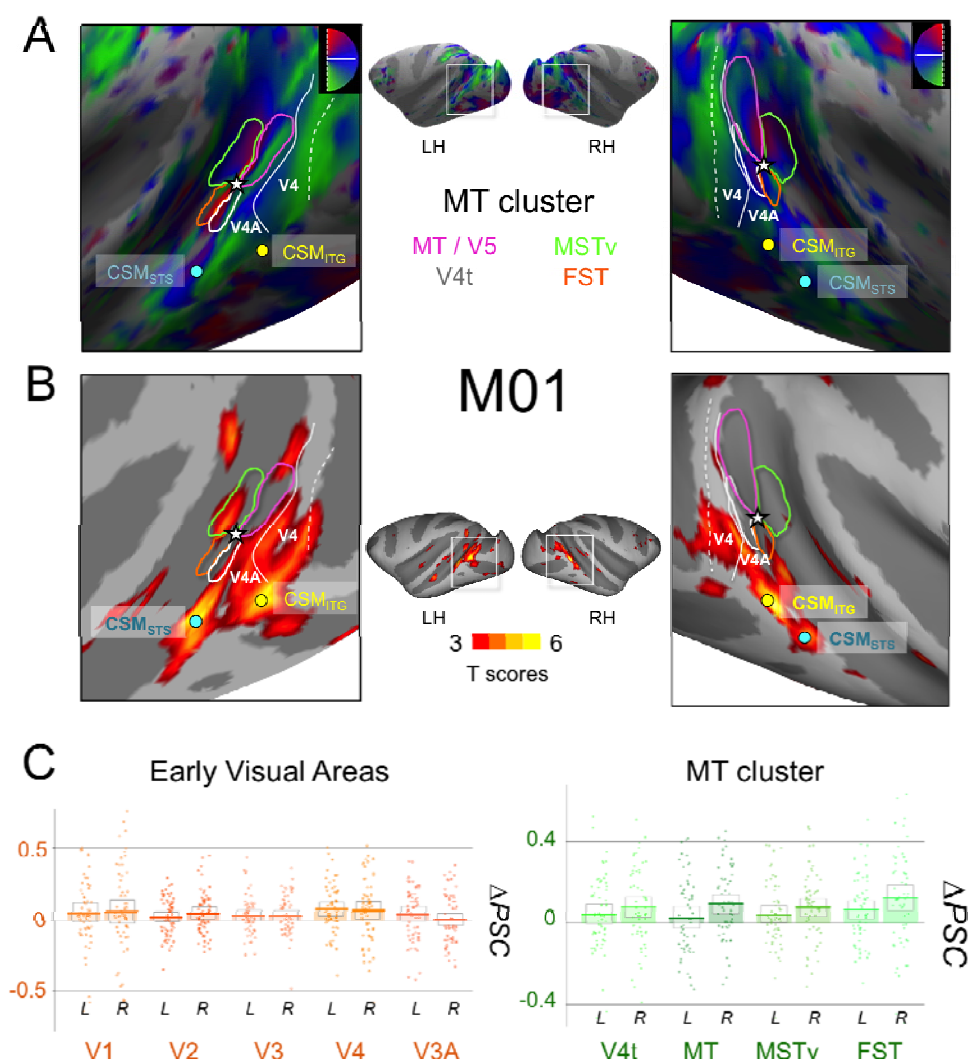 A
LH
RH
MT cluster
MT / V5
MSTv
V4t
FST
V4
V4A
CSMITG
CSMSTS
V4
V4A
CSMITG
CSMSTS
B
M01
V4
V4A
CSMITG
CSMSTS
LH
RH
3
6
T scores
V4
V4A
CSMITG
CSMSTS
C
Early Visual Areas
0.5
0
-0.5
ΔPSC
L R L R L R L R L R
V1 V2 V3 V4 V3A
MT cluster
0.4
0
-0.4
ΔPSC
L R L R L R L R
V4t MT MSTv FST